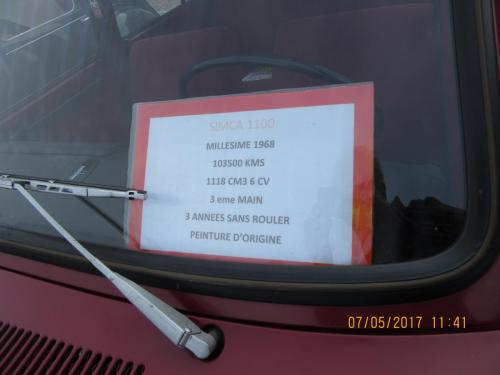 SIMCA 1100
MILLESIME 1968
103500 KMS
1118 CM3 6 CV
3 eme MAIN
3 ANNEES SANS ROULER
PEINTURE D'ORIGINE
07/05/2017 11:41